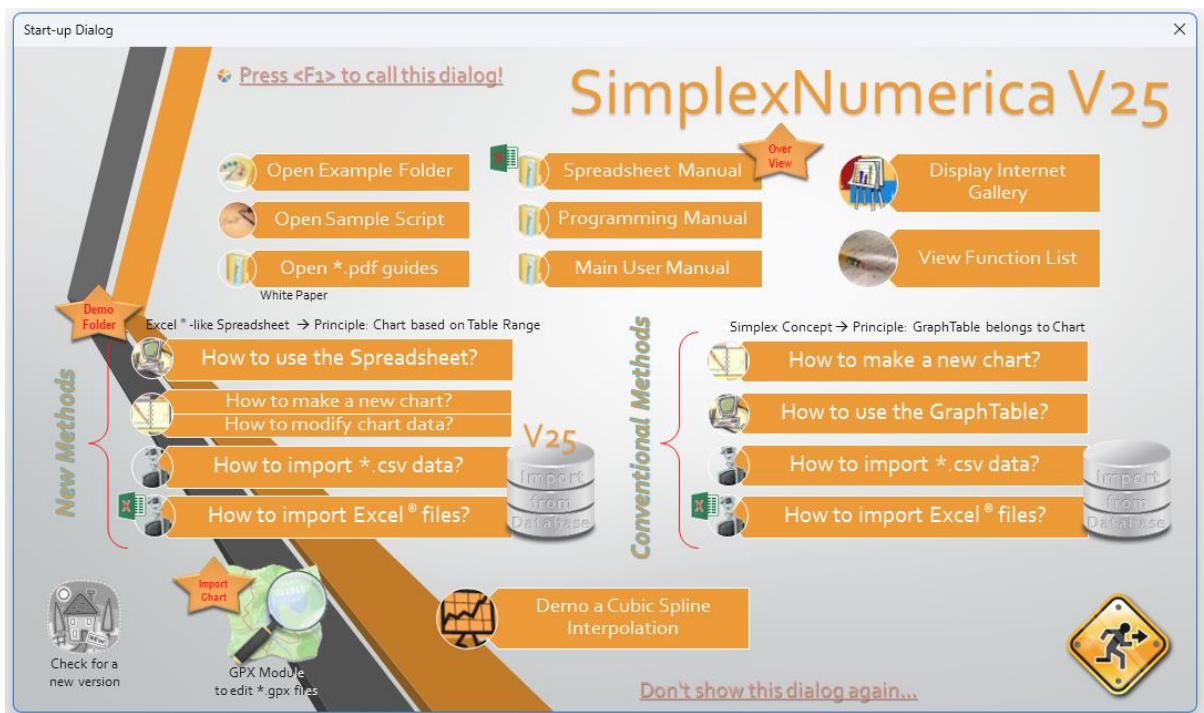 Start-up Dialog
Press <F1> to call this dialog!
SimplexNumerica V25
Over
View
Open Example Folder
Spreadsheet Manual
Display Internet
Gallery
Open Sample Script
Programming Manual
Open *.pdf guides
Main User Manual
View Function List
White Paper
Demo
Folder
Excel ® -like Spreadsheet → Principle: Chart based on Table Range
Simplex Concept → Principle: GraphTable belongs to Chart
New Methods
How to use the Spreadsheet?
How to make a new chart?
How to modify chart data?
How to import *.csv data?
How to import Excel ® files?
V25
Import
from
Database
Conventional Methods
How to make a new chart?
How to use the GraphTable?
How to import *.csv data?
How to import Excel ® files?
Import
from
Database
NEW
Check for a
new version
Import
Chart
GPX Module
to edit *.gpx files
Demo a Cubic Spline
Interpolation
Don't show this dialog again...